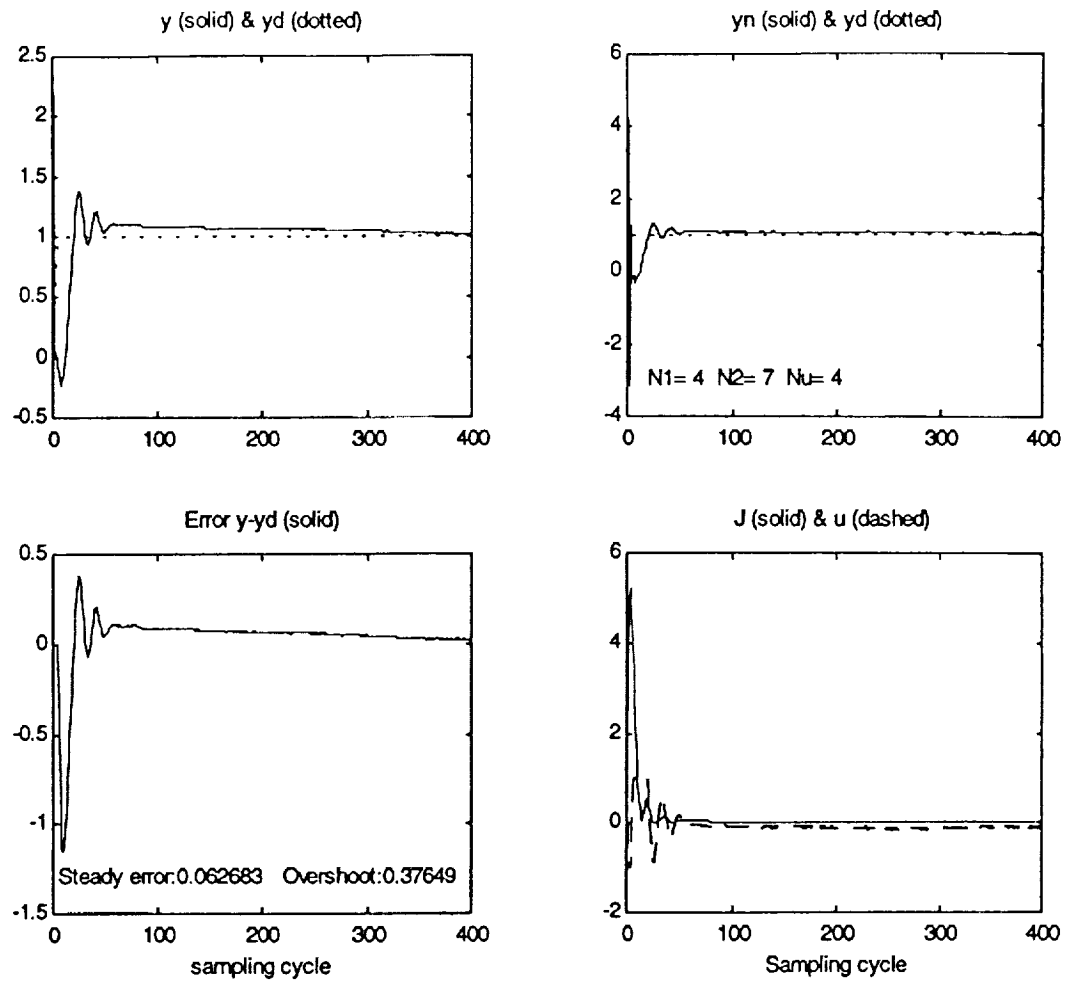 y (solid) & yd (dotted)
2.5
2
1.5
1
0.5
0
-0.5
0 100 200 300 400
yn (solid) & yd (dotted)
6
4
2
0
-2
-4
N1= 4 N2= 7 Nu= 4
0 100 200 300 400
Error y-yd (solid)
0.5
0
-0.5
-1
-1.5
Steady error:0.062683 Overshoot:0.37649
0 100 200 300 400
sampling cycle
J (solid) & u (dashed)
6
4
2
0
-2
0 100 200 300 400
Sampling cycle